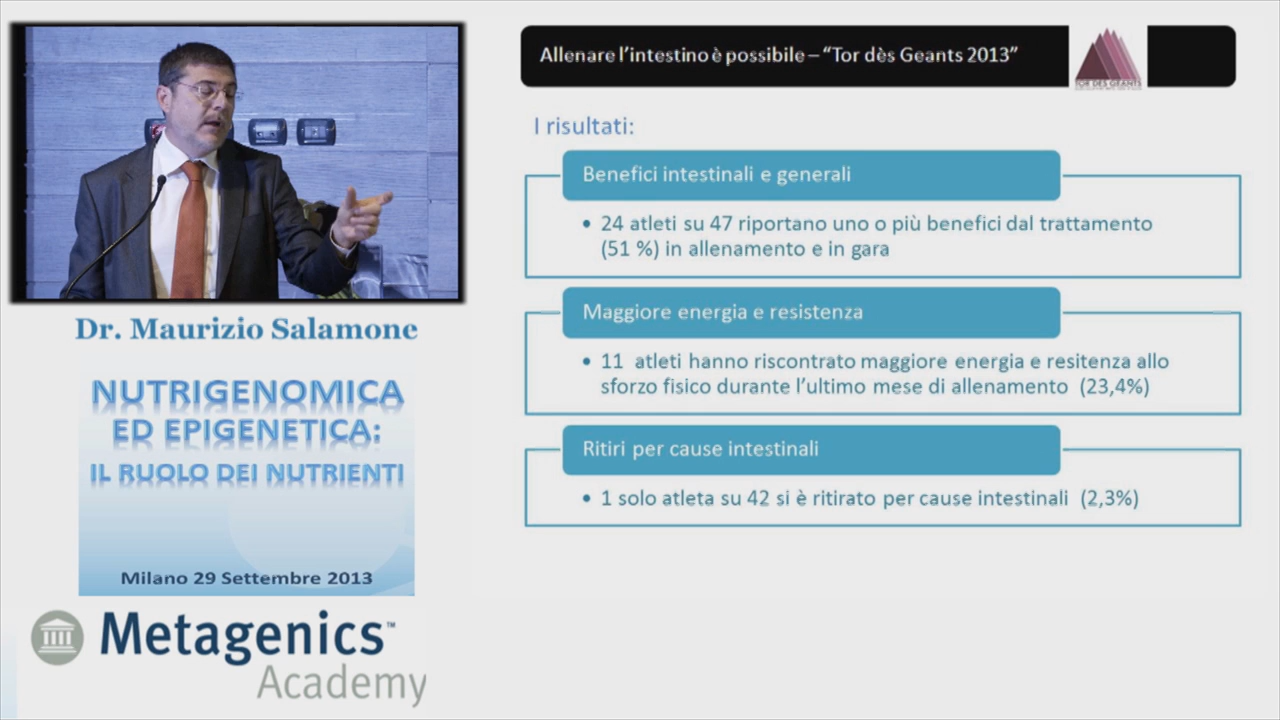 Allenare l'intestino è possibile – "Tor dès Geants 2013"
TOR DES GEANTS
I risultati:
Benefici intestinali e generali
• 24 atleti su 47 riportano uno o più benefici dal trattamento
(51 %) in allenamento e in gara
Maggiore energia e resistenza
• 11 atleti hanno riscontrato maggiore energia e resitenza allo
sforzo fisico durante l'ultimo mese di allenamento (23,4%)
Ritiri per cause intestinali
• 1 solo atleta su 42 si è ritirato per cause intestinali (2,3%)
Dr. Maurizio Salamone
NUTRIGENOMICA
ED EPIGENETICA:
IL RUOLO DEI NUTRIENTI
Milano 29 Settembre 2013
Metagenics™
Academy